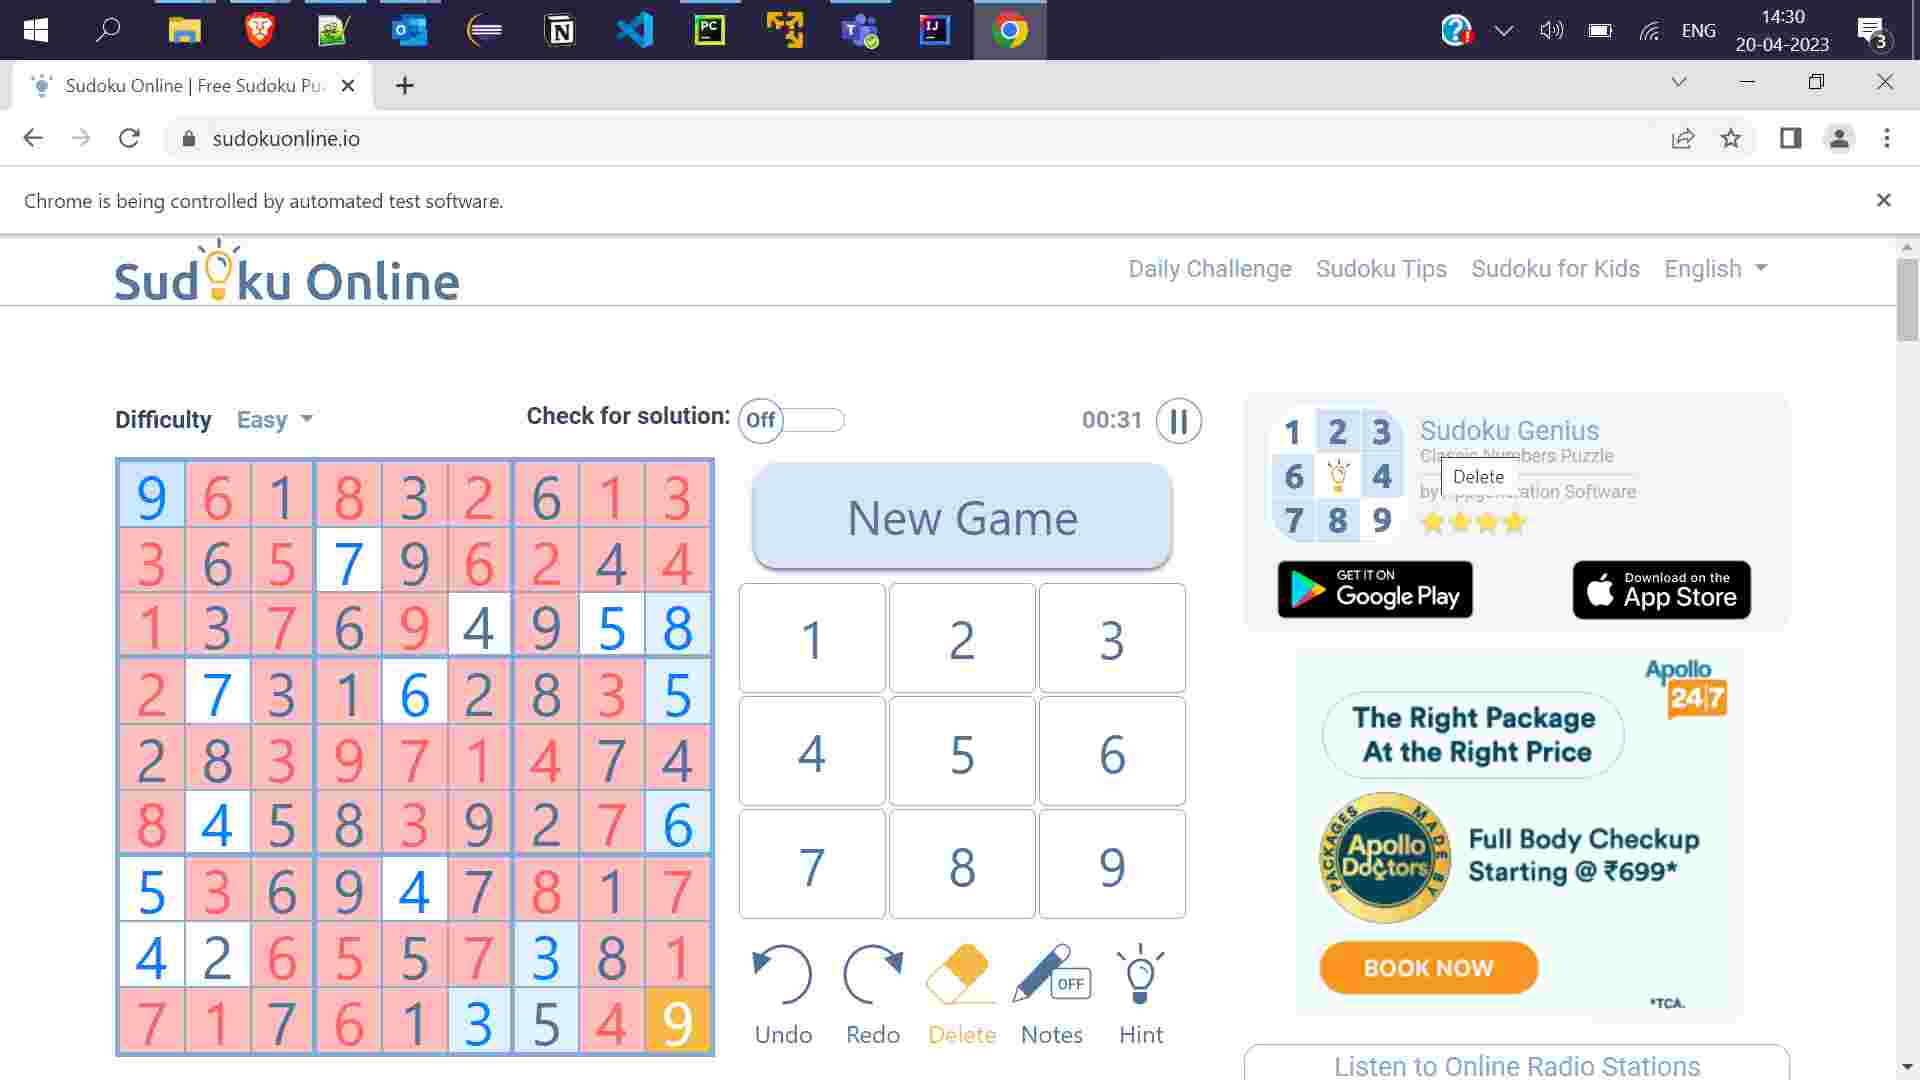 PC
IJ
ENG
14:30
20-04-2023
3
Sudoku Online | Free Sudoku Pu
sudokuonline.io
Chrome is being controlled by automated test software.
Sudoku Online
Daily Challenge Sudoku Tips Sudoku for Kids English
Difficulty Easy
Check for solution: Off
00:31
9 6 1 8 3 2 6 1 3
3 6 5 7 9 6 2 4 4
1 3 7 6 9 4 9 5 8
2 7 3 1 6 2 8 3 5
2 8 3 9 7 1 4 7 4
8 4 5 8 3 9 2 7 6
5 3 6 9 4 7 8 1 7
4 2 6 5 5 7 3 8 1
7 1 7 6 1 3 5 4 9
New Game
1 2 3
4 5 6
7 8 9
OFF
Undo Redo Delete Notes Hint
1 2 3
6 4
7 8 9
Sudoku Genius
Classic Numbers Puzzle
Delete
by Appgeneration Software
GET IT ON
Google Play
Download on the
App Store
Apollo
24|7
The Right Package
At the Right Price
PACKAGES MADE BY
Apollo
Doctors
Full Body Checkup
Starting @ ₹699*
BOOK NOW
*TCA.
Listen to Online Radio Stations